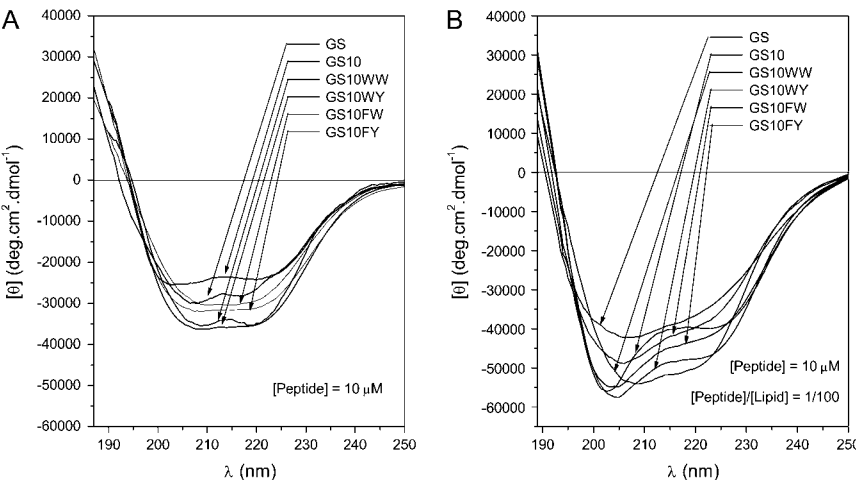 A
[θ] (deg.cm².dmol⁻¹)
40000
30000
20000
10000
0
-10000
-20000
-30000
-40000
-50000
-60000
GS
GS10
GS10WW
GS10WY
GS10FW
GS10FY
[Peptide] = 10 μM
190 200 210 220 230 240 250
λ (nm)
B
[θ] (deg.cm².dmol⁻¹)
40000
30000
20000
10000
0
-10000
-20000
-30000
-40000
-50000
-60000
GS
GS10
GS10WW
GS10WY
GS10FW
GS10FY
[Peptide] = 10 μM
[Peptide]/[Lipid] = 1/100
190 200 210 220 230 240 250
λ (nm)